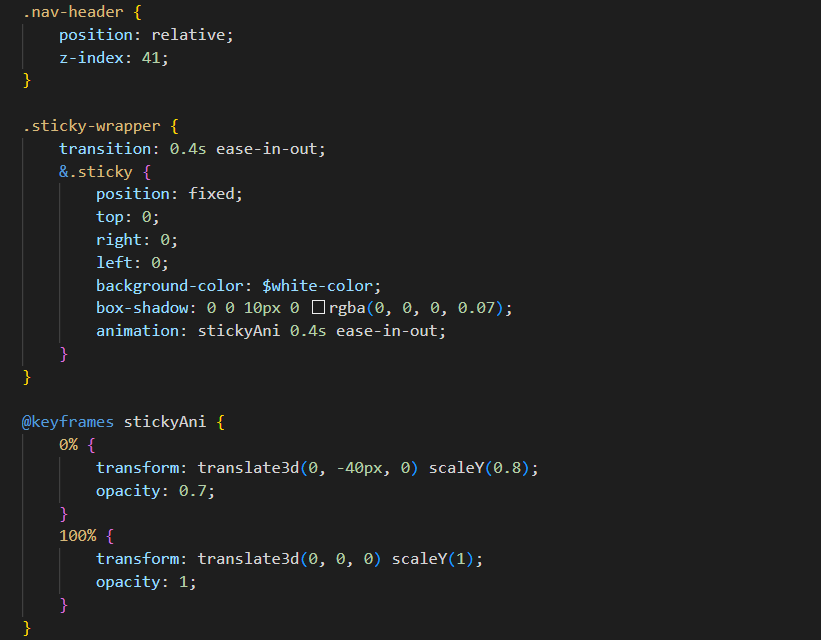 .nav-header {
    position: relative;
    z-index: 41;
}

.sticky-wrapper {
    transition: 0.4s ease-in-out;
    &.sticky {
        position: fixed;
        top: 0;
        right: 0;
        left: 0;
        background-color: $white-color;
        box-shadow: 0 0 10px 0 rgba(0, 0, 0, 0.07);
        animation: stickyAni 0.4s ease-in-out;
    }
}

@keyframes stickyAni {
    0% {
        transform: translate3d(0, -40px, 0) scaleY(0.8);
        opacity: 0.7;
    }
    100% {
        transform: translate3d(0, 0, 0) scaleY(1);
        opacity: 1;
    }
}